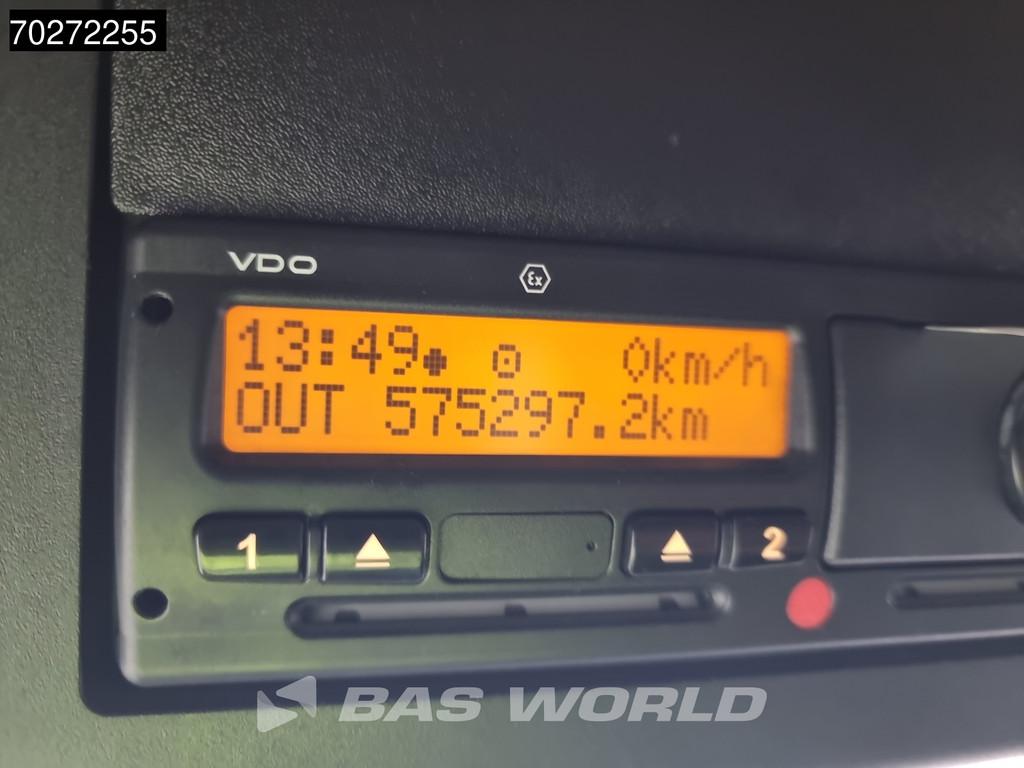 70272255
VDO
Ex
13:49 0km/h
OUT 575297.2km
1 2
BAS WORLD